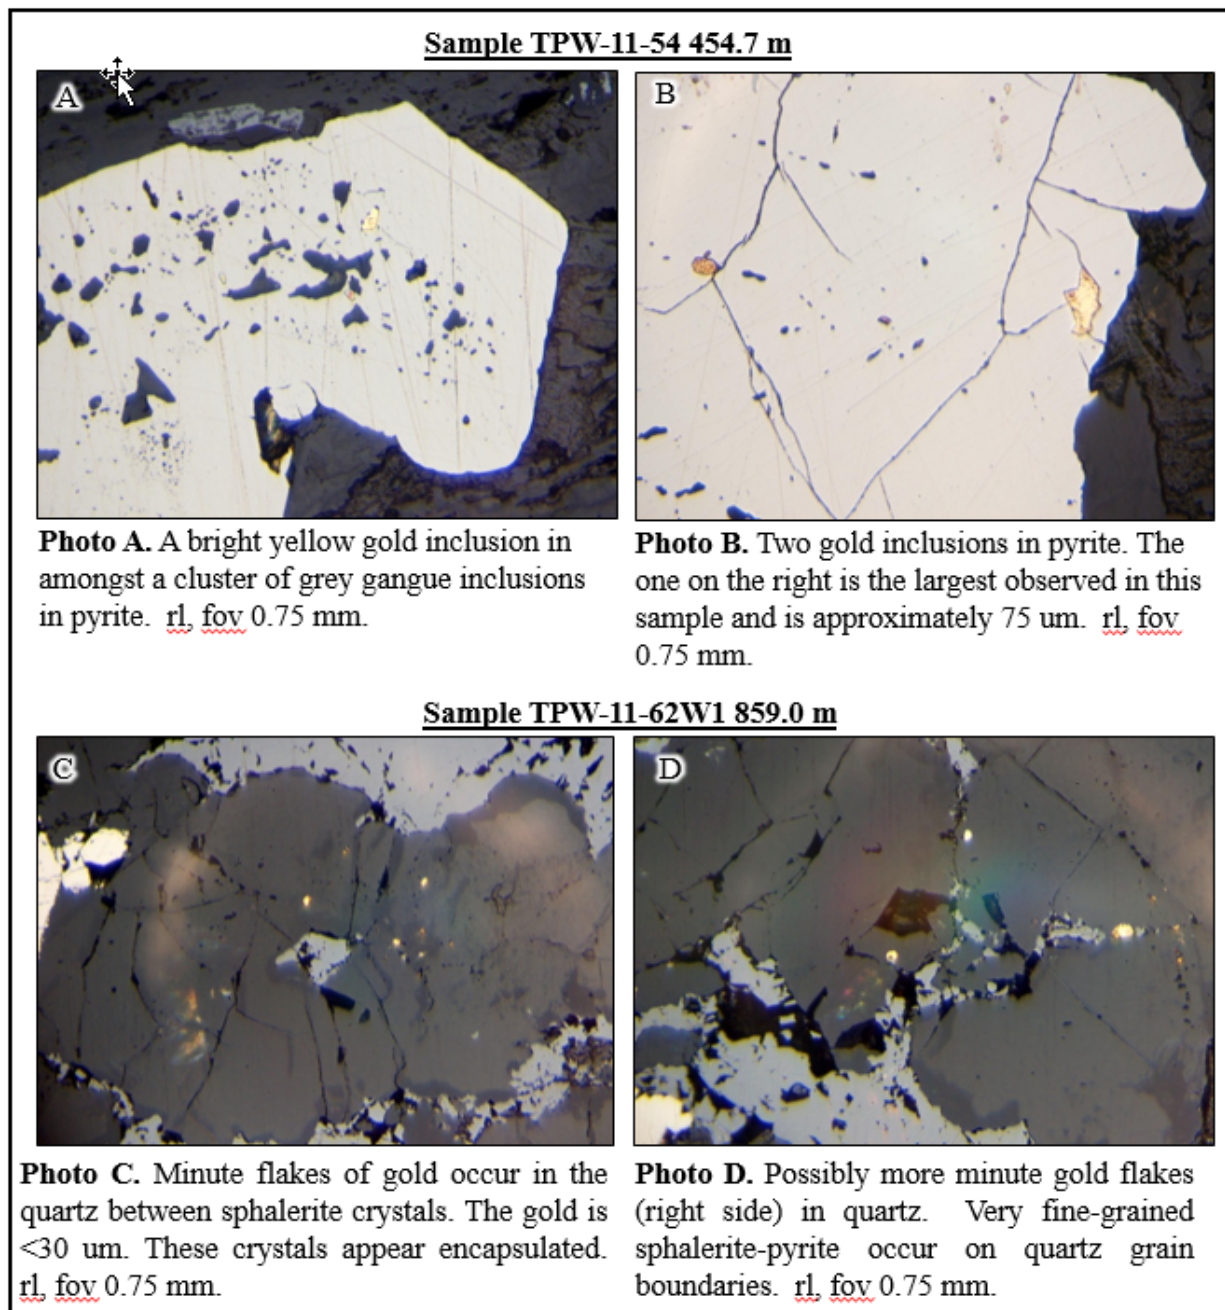 Sample TPW-11-54 454.7 m
A
B
Photo A. A bright yellow gold inclusion in
amongst a cluster of grey gangue inclusions
in pyrite. rl, fov 0.75 mm.
Photo B. Two gold inclusions in pyrite. The
one on the right is the largest observed in this
sample and is approximately 75 um. rl, fov
0.75 mm.
Sample TPW-11-62W1 859.0 m
C
D
Photo C. Minute flakes of gold occur in the
quartz between sphalerite crystals. The gold is
<30 um. These crystals appear encapsulated.
rl, fov 0.75 mm.
Photo D. Possibly more minute gold flakes
(right side) in quartz. Very fine-grained
sphalerite-pyrite occur on quartz grain
boundaries. rl, fov 0.75 mm.